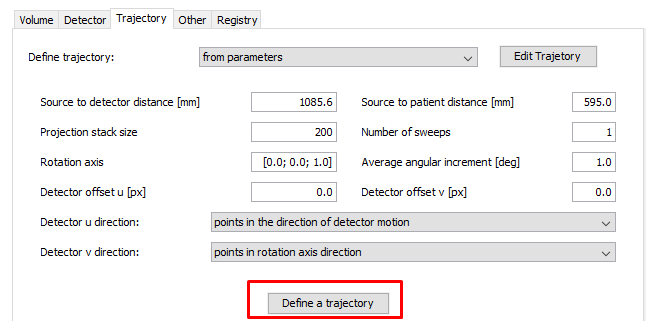 Volume Detector Trajectory Other Registry
Define trajectory: from parameters Edit Trajetory
Source to detector distance [mm] 1085.6 Source to patient distance [mm] 595.0
Projection stack size 200 Number of sweeps 1
Rotation axis [0.0; 0.0; 1.0] Average angular increment [deg] 1.0
Detector offset u [px] 0.0 Detector offset v [px] 0.0
Detector u direction: points in the direction of detector motion
Detector v direction: points in rotation axis direction
Define a trajectory